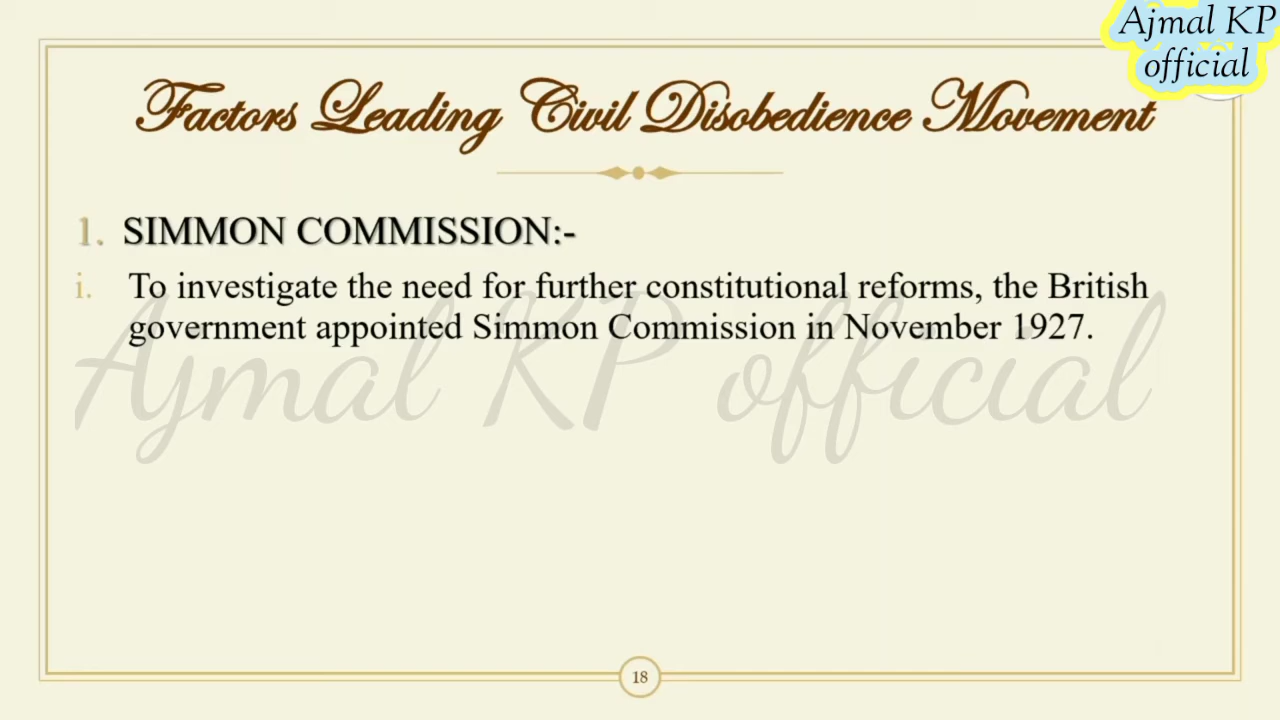 Ajmal KP
official
Factors Leading Civil Disobedience Movement
1. SIMMON COMMISSION:-
i. To investigate the need for further constitutional reforms, the British
government appointed Simmon Commission in November 1927.
Ajmal KP official
18